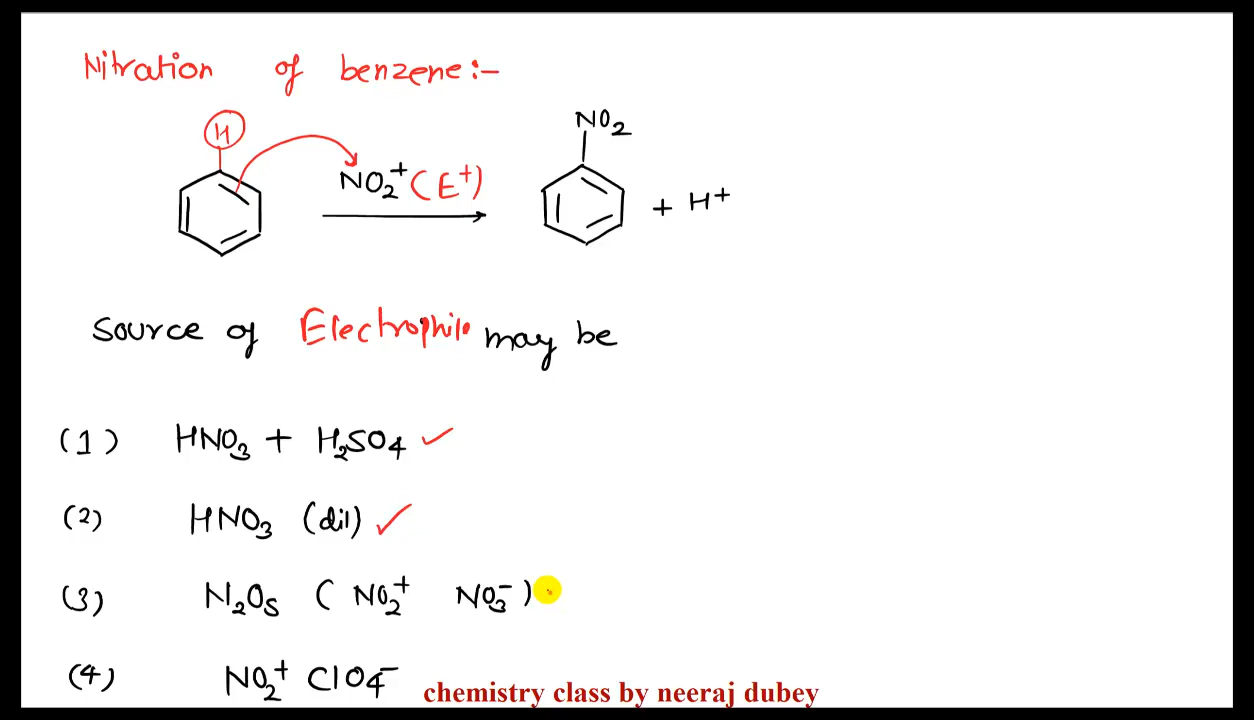 Nitration of benzene:-
H
NO2
NO2+ (E+)
+ H+
Source of Electrophile may be
(1) HNO3 + H2SO4 ✓
(2) HNO3 (dil) ✓
(3) N2O5 ( NO2+ NO3- )
(4) NO2+ ClO4-
chemistry class by neeraj dubey